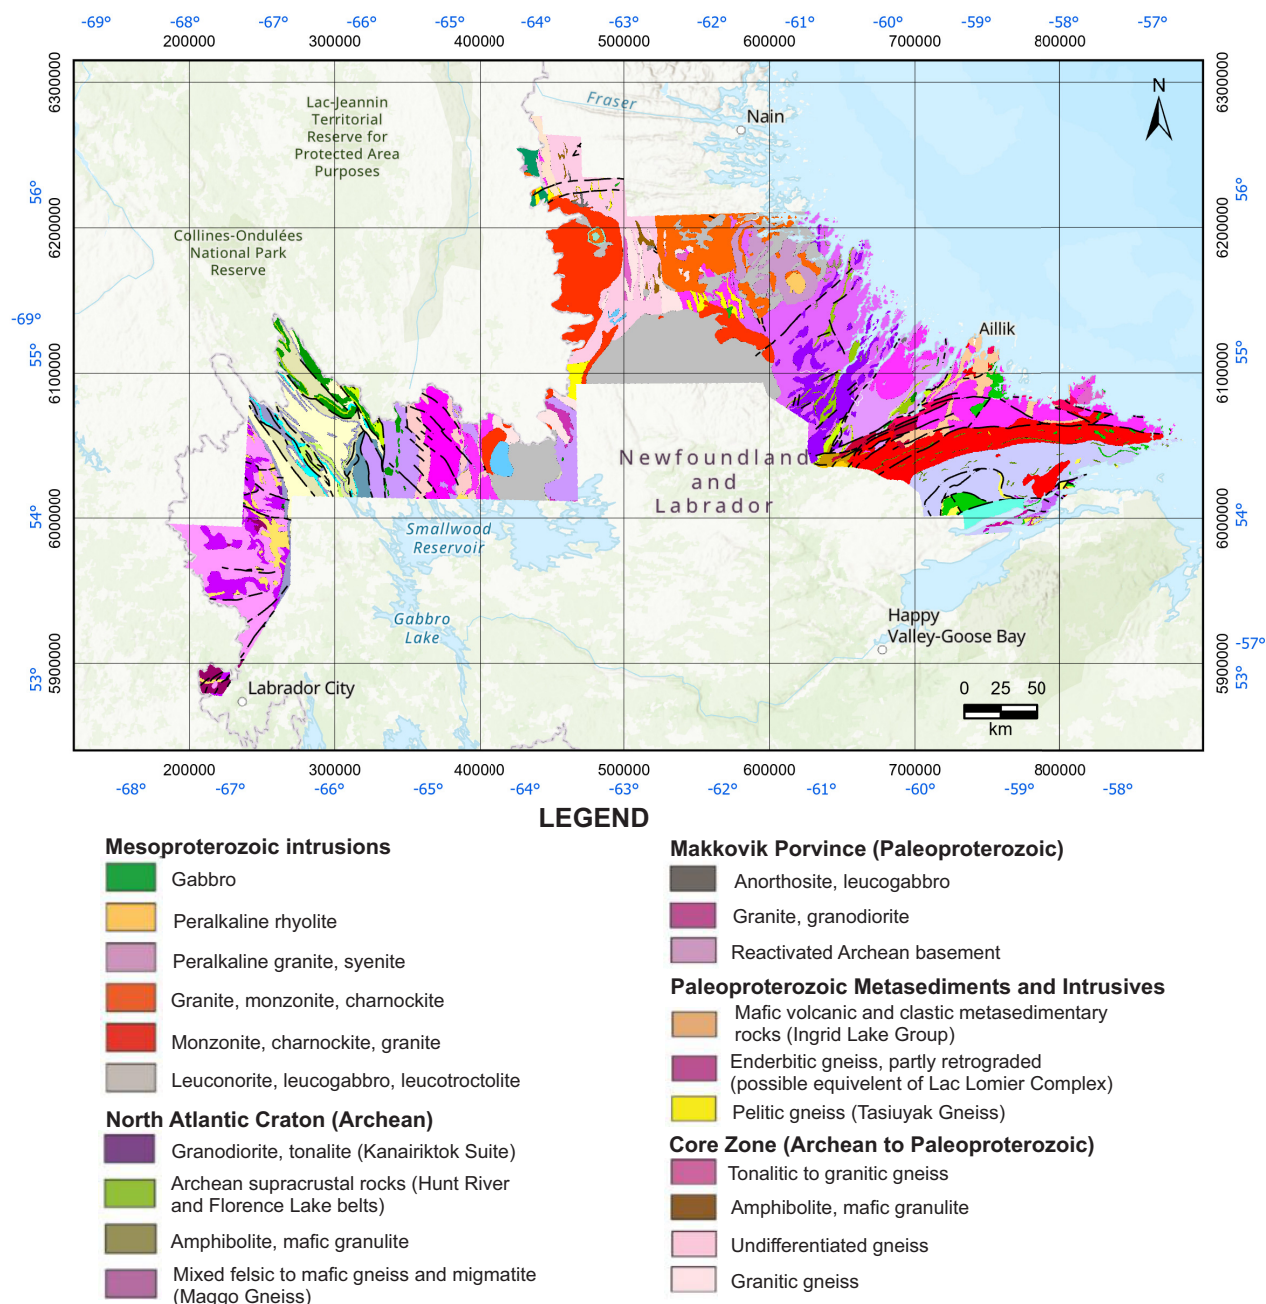 -69° -68° -67° -66° -65° -64° -63° -62° -61° -60° -59° -58° -57°
200000 300000 400000 500000 600000 700000 800000
6300000
6300000
N
Fraser
Nain
Lac-Jeannin
Territorial
Reserve for
Protected Area
Purposes
56°
56°
6200000
6200000
Collines-Ondulées
National Park
Reserve
-69°
Aillik
55°
55°
6100000
6100000
Newfoundland
and
Labrador
54°
54°
6000000
6000000
Smallwood
Reservoir
Gabbro
Lake
Happy
Valley-Goose Bay
-57°
53°
53°
5900000
5900000
Labrador City
0 25 50
km
200000 300000 400000 500000 600000 700000 800000
-68° -67° -66° -65° -64° -63° -62° -61° -60° -59° -58°
LEGEND
Mesoproterozoic intrusions
Gabbro
Peralkaline rhyolite
Peralkaline granite, syenite
Granite, monzonite, charnockite
Monzonite, charnockite, granite
Leuconorite, leucogabbro, leucotroctolite
North Atlantic Craton (Archean)
Granodiorite, tonalite (Kanairiktok Suite)
Archean supracrustal rocks (Hunt River
and Florence Lake belts)
Amphibolite, mafic granulite
Mixed felsic to mafic gneiss and migmatite
(Maggo Gneiss)
Makkovik Porvince (Paleoproterozoic)
Anorthosite, leucogabbro
Granite, granodiorite
Reactivated Archean basement
Paleoproterozoic Metasediments and Intrusives
Mafic volcanic and clastic metasedimentary
rocks (Ingrid Lake Group)
Enderbitic gneiss, partly retrograded
(possible equivelent of Lac Lomier Complex)
Pelitic gneiss (Tasiuyak Gneiss)
Core Zone (Archean to Paleoproterozoic)
Tonalitic to granitic gneiss
Amphibolite, mafic granulite
Undifferentiated gneiss
Granitic gneiss